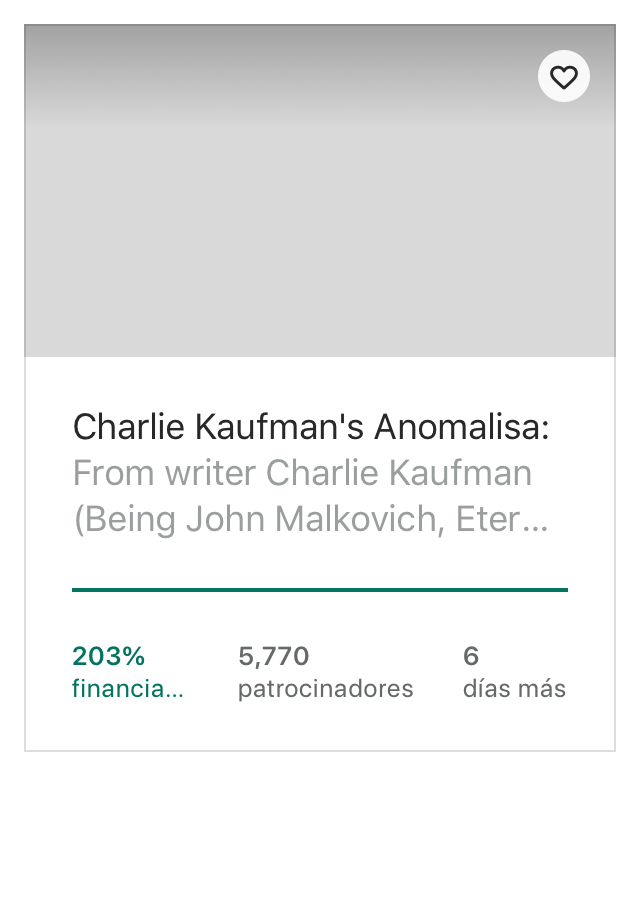 Charlie Kaufman's Anomalisa:
From writer Charlie Kaufman
(Being John Malkovich, Eter...
203%
financia...
5,770
patrocinadores
6
días más